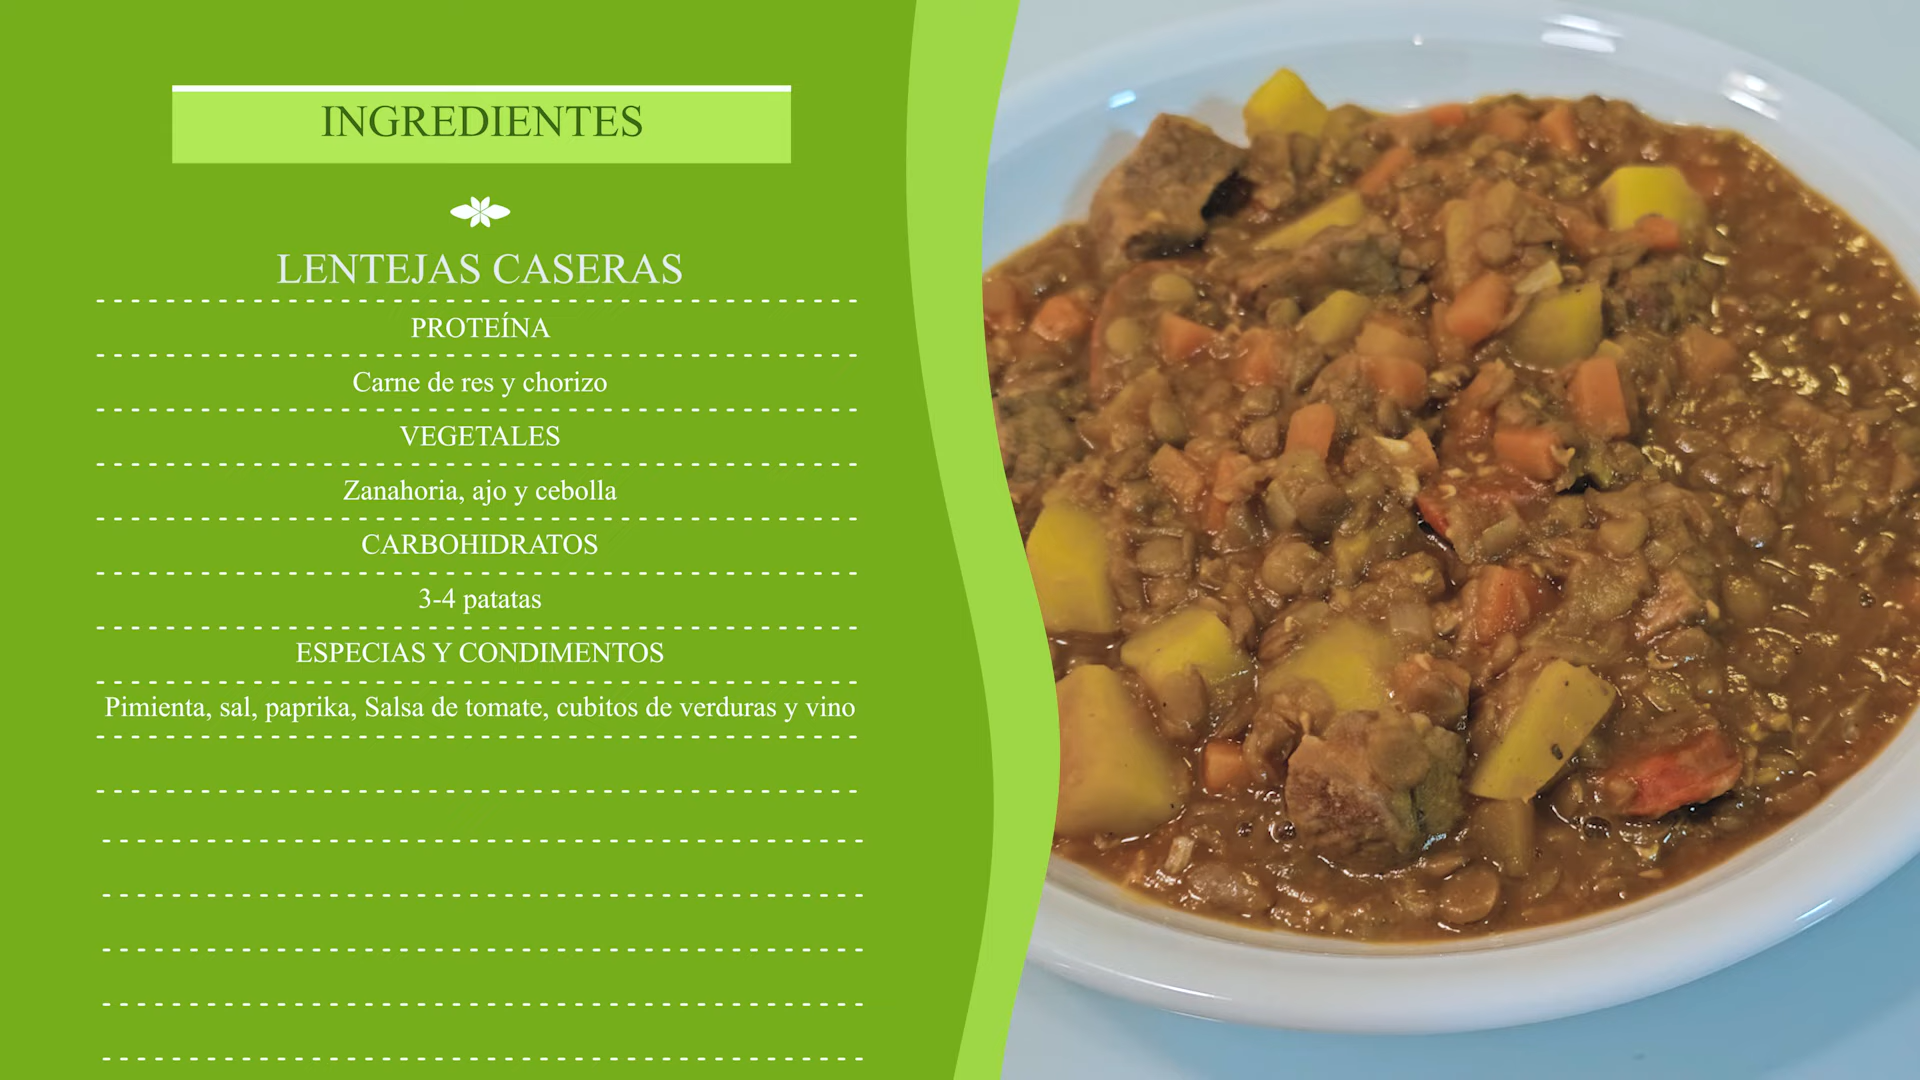 INGREDIENTES
LENTEJAS CASERAS
PROTEÍNA
Carne de res y chorizo
VEGETALES
Zanahoria, ajo y cebolla
CARBOHIDRATOS
3-4 patatas
ESPECIAS Y CONDIMENTOS
Pimienta, sal, paprika, Salsa de tomate, cubitos de verduras y vino